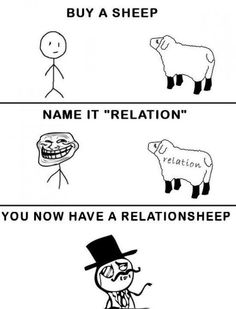 BUY A SHEEP
NAME IT "RELATION"
relation
YOU NOW HAVE A RELATIONSHEEP